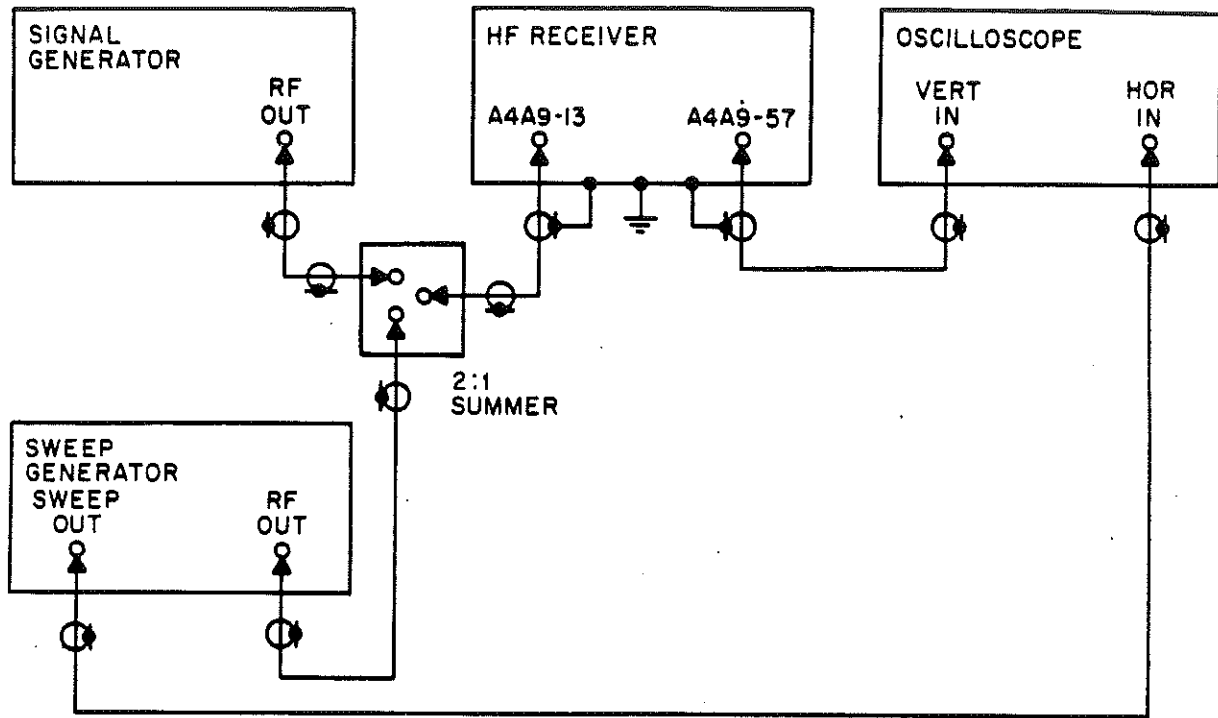 SIGNAL
GENERATOR
RF
OUT
HF RECEIVER
A4A9-13
A4A9-57
OSCILLOSCOPE
VERT
IN
HOR
IN
2:1
SUMMER
SWEEP
GENERATOR
SWEEP
OUT
RF
OUT